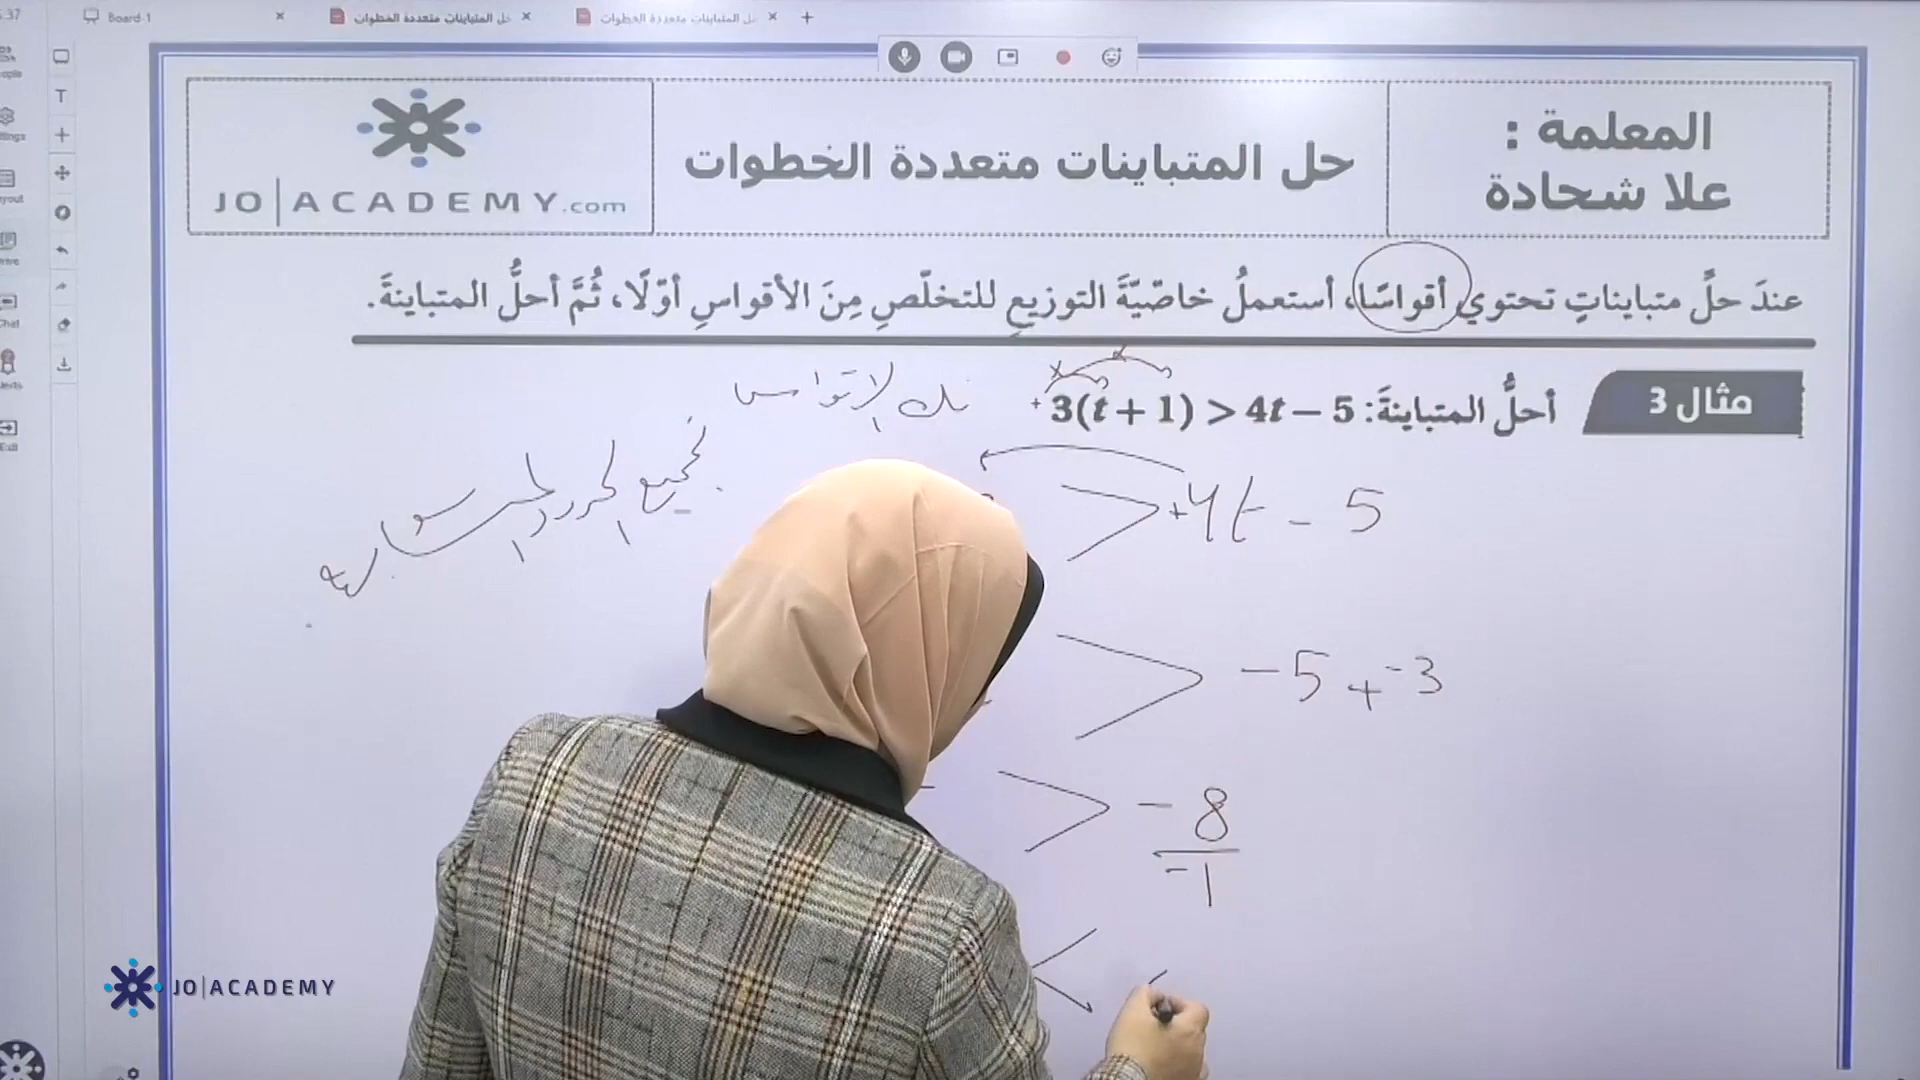 Board-1
حل المتباينات متعددة الخطوات
حل المتباينات متعددة الخطوات
المعلمة :
علا شحادة
حل المتباينات متعددة الخطوات
JO|ACADEMY.com
عندَ حلِّ متبايناتٍ تحتوي أقواسًا، أستعملُ خاصّيّةَ التوزيعِ للتخلّصِ مِنَ الأقواسِ أوّلًا، ثُمَّ أحلُّ المتباينةَ.
مثال 3
أحلُّ المتباينةَ: 3(t + 1) > 4t – 5
> +4t - 5
> -5 + -3
> -8
-1
<
JO|ACADEMY